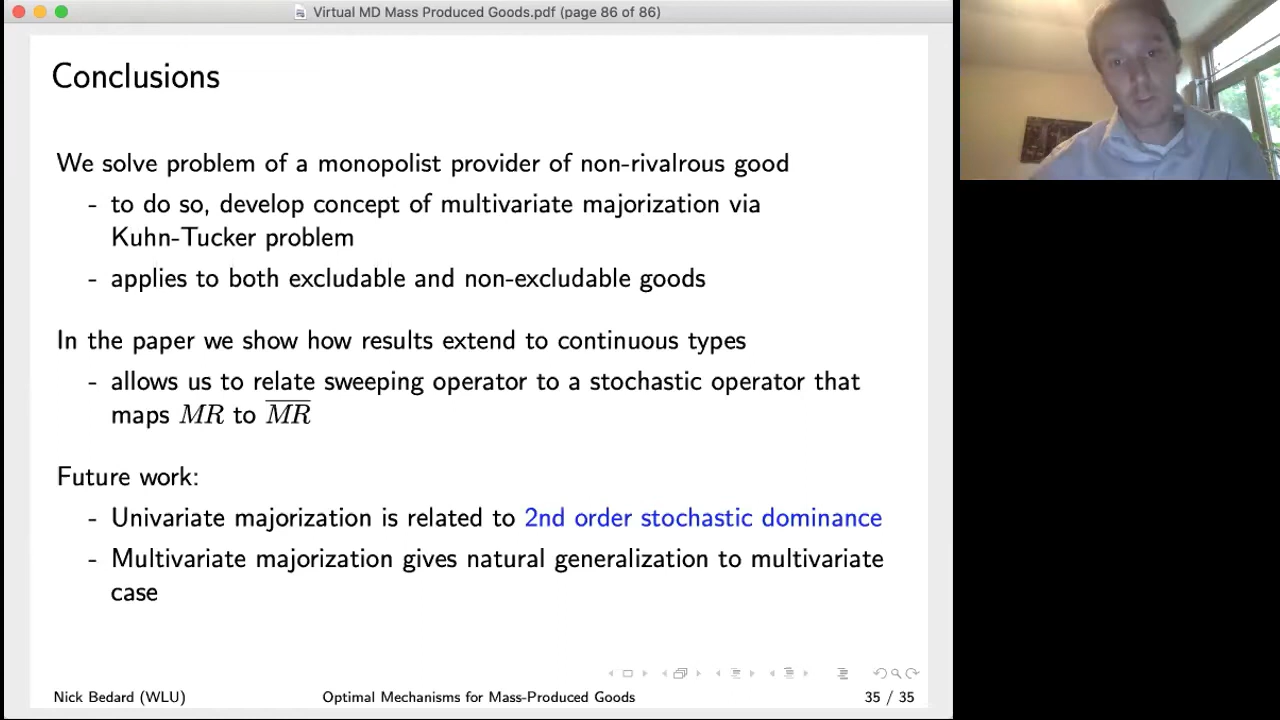 Virtual MD Mass Produced Goods.pdf (page 86 of 86)
Conclusions
We solve problem of a monopolist provider of non-rivalrous good
- to do so, develop concept of multivariate majorization via
Kuhn-Tucker problem
- applies to both excludable and non-excludable goods
In the paper we show how results extend to continuous types
- allows us to relate sweeping operator to a stochastic operator that
maps MR to M̅R̅
Future work:
- Univariate majorization is related to 2nd order stochastic dominance
- Multivariate majorization gives natural generalization to multivariate
case
Nick Bedard (WLU) Optimal Mechanisms for Mass-Produced Goods 35 / 35